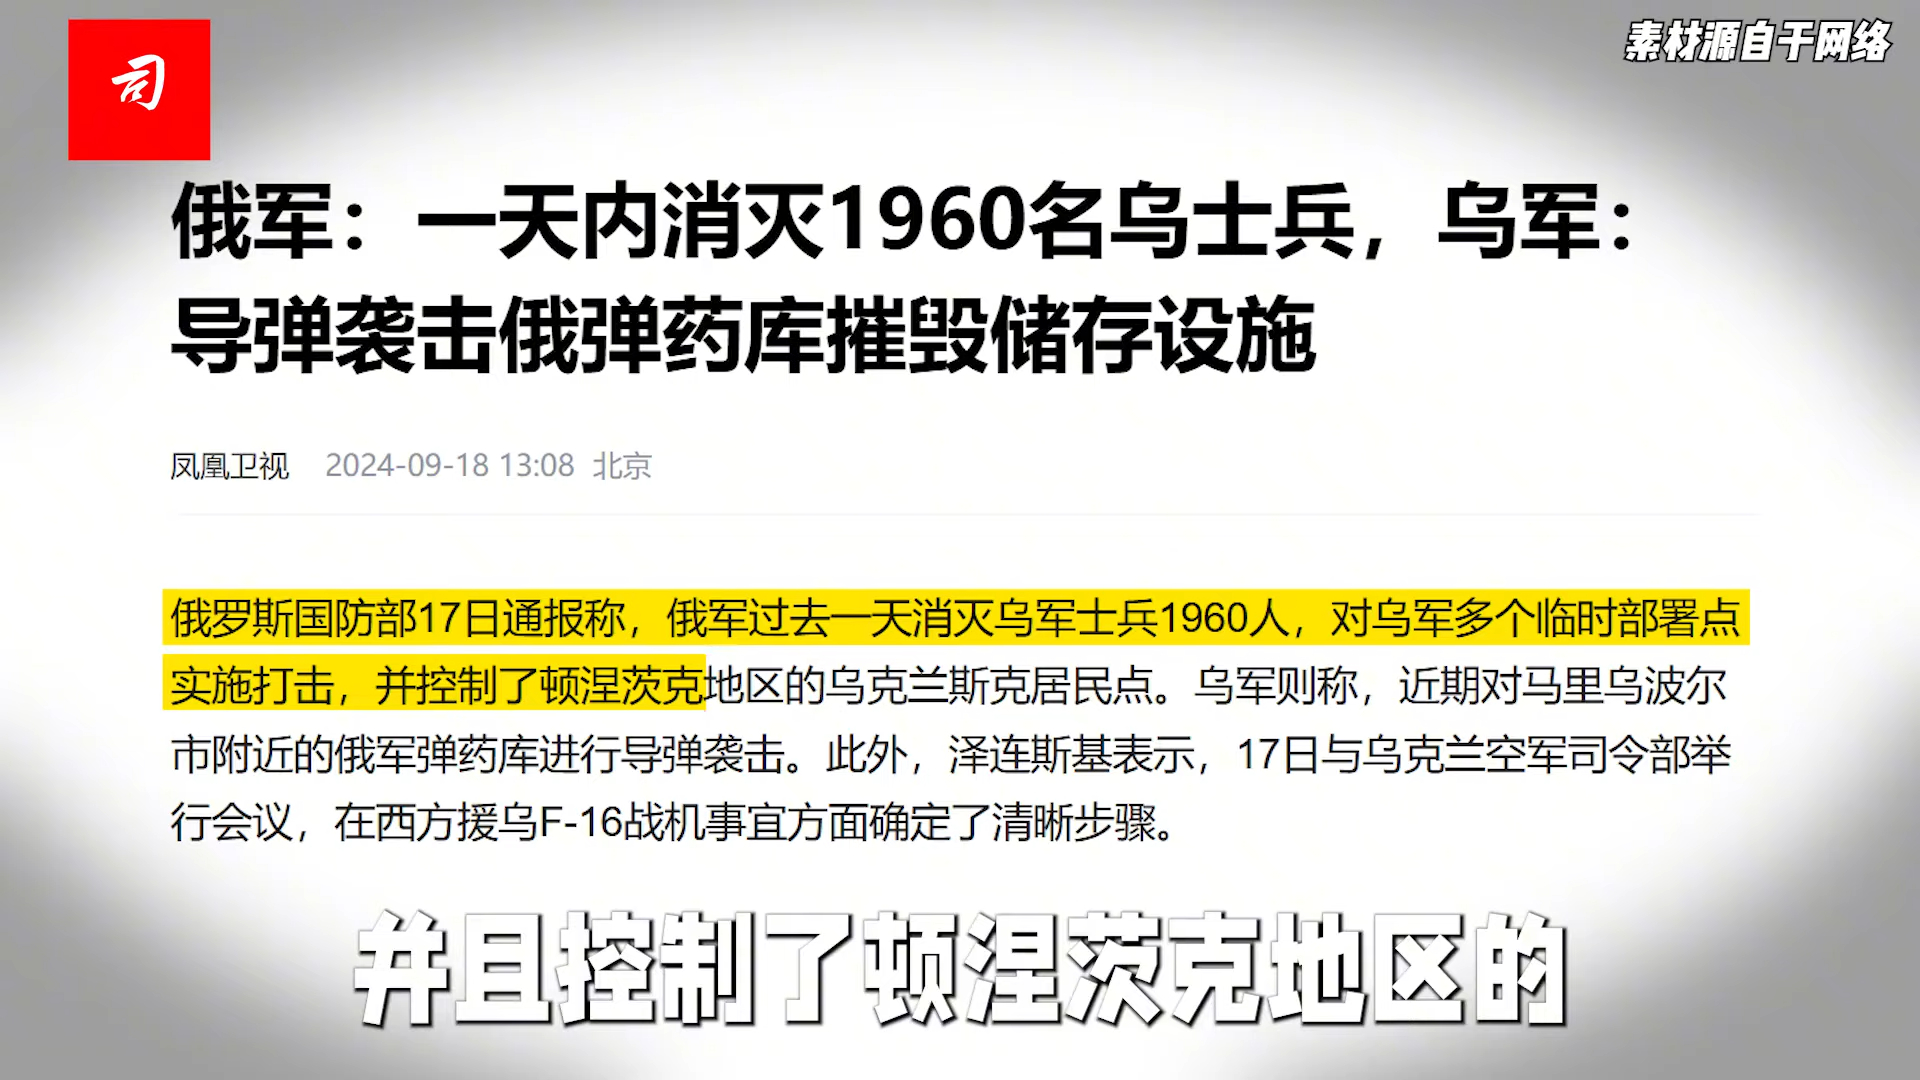 司
素材源自于网络
俄军：一天内消灭1960名乌士兵，乌军：
导弹袭击俄弹药库摧毁储存设施
凤凰卫视 2024-09-18 13:08 北京
俄罗斯国防部17日通报称，俄军过去一天消灭乌军士兵1960人，对乌军多个临时部署点
实施打击，并控制了顿涅茨克地区的乌克兰斯克居民点。乌军则称，近期对马里乌波尔
市附近的俄军弹药库进行导弹袭击。此外，泽连斯基表示，17日与乌克兰空军司令部举
行会议，在西方援乌F-16战机事宜方面确定了清晰步骤。
并且控制了顿涅茨克地区的